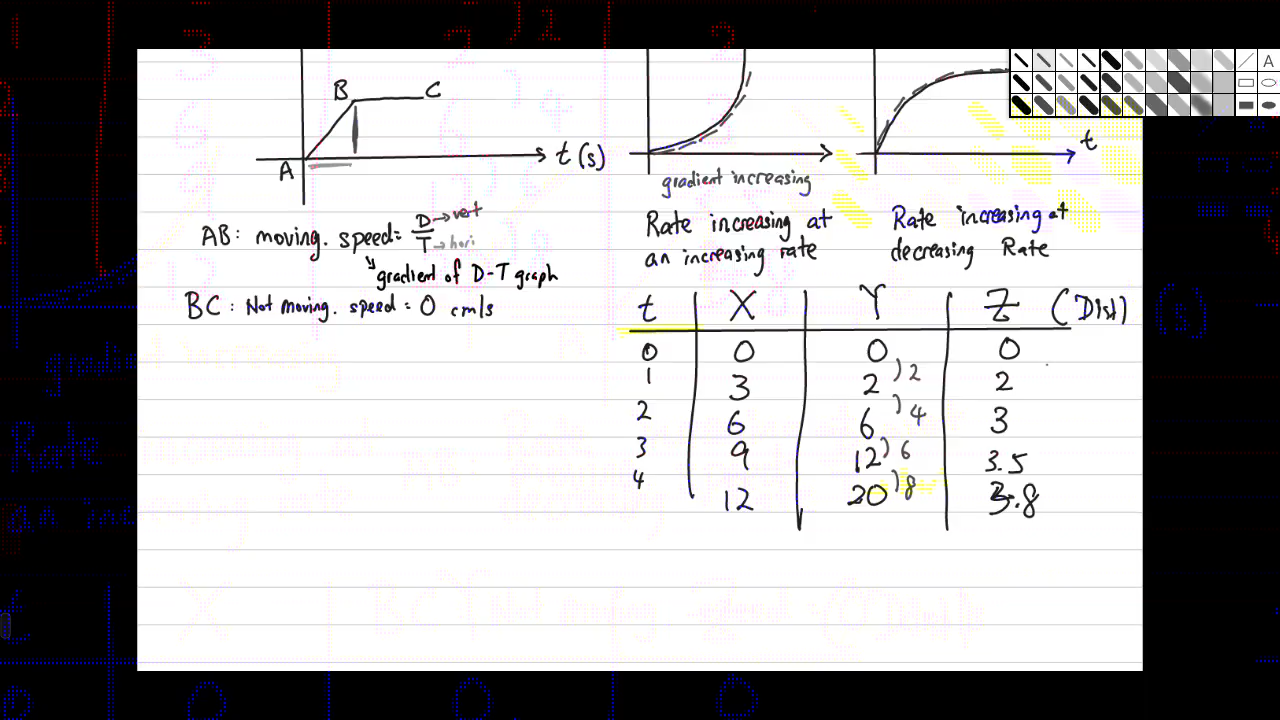 B C
A t (s)
t
gradient increasing
AB: moving. speed = D → vert
T → hori
gradient of D-T graph
BC: Not moving. speed = 0 cm/s
Rate increasing at
an increasing rate
Rate increasing at
decreasing Rate
t X Y Z (Dist)
0 0 0 0
1 3 2 )2 2
2 6 6 )4 3
3 9 12 )6 3.5
4 12 20 )8 3.8
A